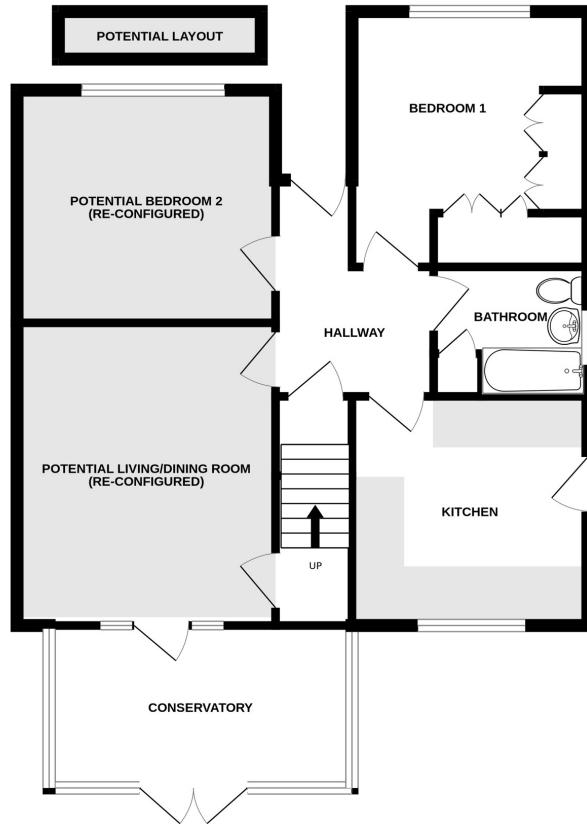 POTENTIAL LAYOUT
BEDROOM 1
POTENTIAL BEDROOM 2
(RE-CONFIGURED)
BATHROOM
HALLWAY
POTENTIAL LIVING/DINING ROOM
(RE-CONFIGURED)
KITCHEN
UP
CONSERVATORY